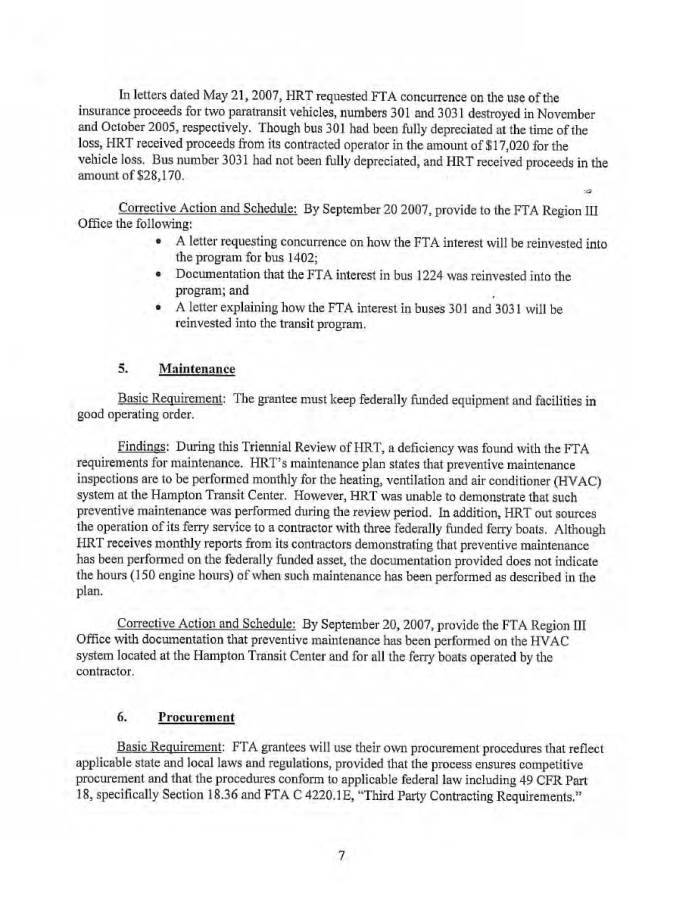 In letters dated May 21, 2007, HRT requested FTA concurrence on the use of the
insurance proceeds for two paratransit vehicles, numbers 301 and 3031 destroyed in November
and October 2005, respectively. Though bus 301 had been fully depreciated at the time of the
loss, HRT received proceeds from its contracted operator in the amount of $17,020 for the
vehicle loss. Bus number 3031 had not been fully depreciated, and HRT received proceeds in the
amount of $28,170.
Corrective Action and Schedule: By September 20 2007, provide to the FTA Region III
Office the following:
• A letter requesting concurrence on how the FTA interest will be reinvested into
the program for bus 1402;
• Documentation that the FTA interest in bus 1224 was reinvested into the
program; and
• A letter explaining how the FTA interest in buses 301 and 3031 will be
reinvested into the transit program.
5. Maintenance
Basic Requirement: The grantee must keep federally funded equipment and facilities in
good operating order.
Findings: During this Triennial Review of HRT, a deficiency was found with the FTA
requirements for maintenance. HRT's maintenance plan states that preventive maintenance
inspections are to be performed monthly for the heating, ventilation and air conditioner (HVAC)
system at the Hampton Transit Center. However, HRT was unable to demonstrate that such
preventive maintenance was performed during the review period. In addition, HRT out sources
the operation of its ferry service to a contractor with three federally funded ferry boats. Although
HRT receives monthly reports from its contractors demonstrating that preventive maintenance
has been performed on the federally funded asset, the documentation provided does not indicate
the hours (150 engine hours) of when such maintenance has been performed as described in the
plan.
Corrective Action and Schedule: By September 20, 2007, provide the FTA Region III
Office with documentation that preventive maintenance has been performed on the HVAC
system located at the Hampton Transit Center and for all the ferry boats operated by the
contractor.
6. Procurement
Basic Requirement: FTA grantees will use their own procurement procedures that reflect
applicable state and local laws and regulations, provided that the process ensures competitive
procurement and that the procedures conform to applicable federal law including 49 CFR Part
18, specifically Section 18.36 and FTA C 4220.1E, "Third Party Contracting Requirements."
7